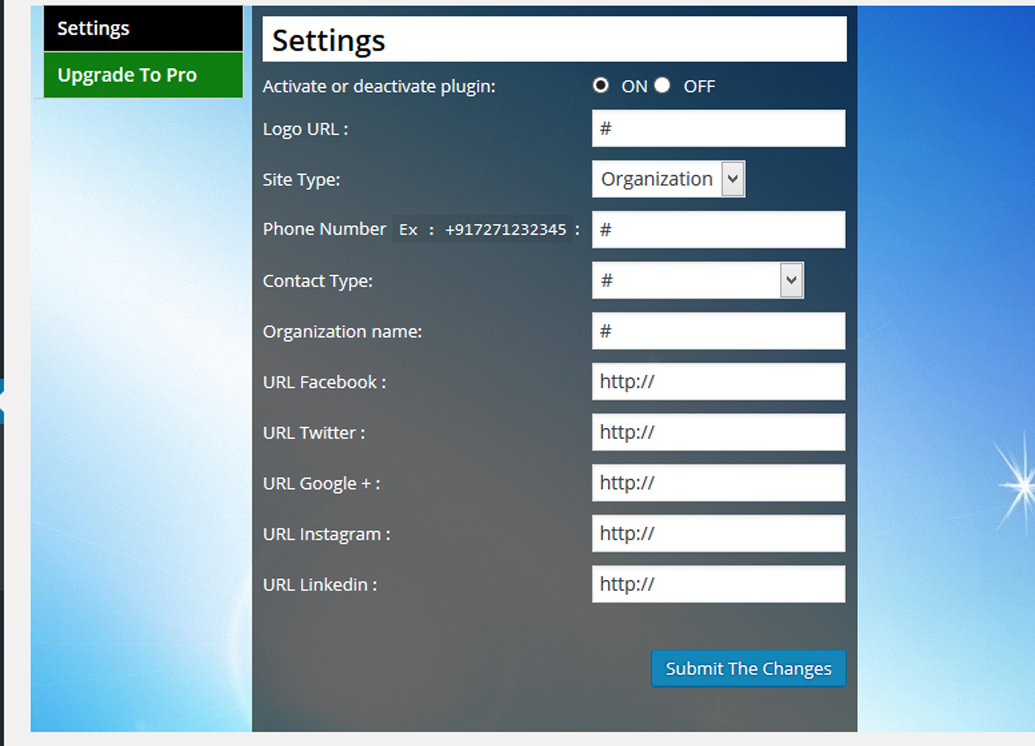 Settings
Upgrade To Pro
Settings
Activate or deactivate plugin: ON OFF
Logo URL : #
Site Type: Organization
Phone Number Ex : +917271232345 : #
Contact Type: #
Organization name: #
URL Facebook : http://
URL Twitter : http://
URL Google + : http://
URL Instagram : http://
URL Linkedin : http://
Submit The Changes